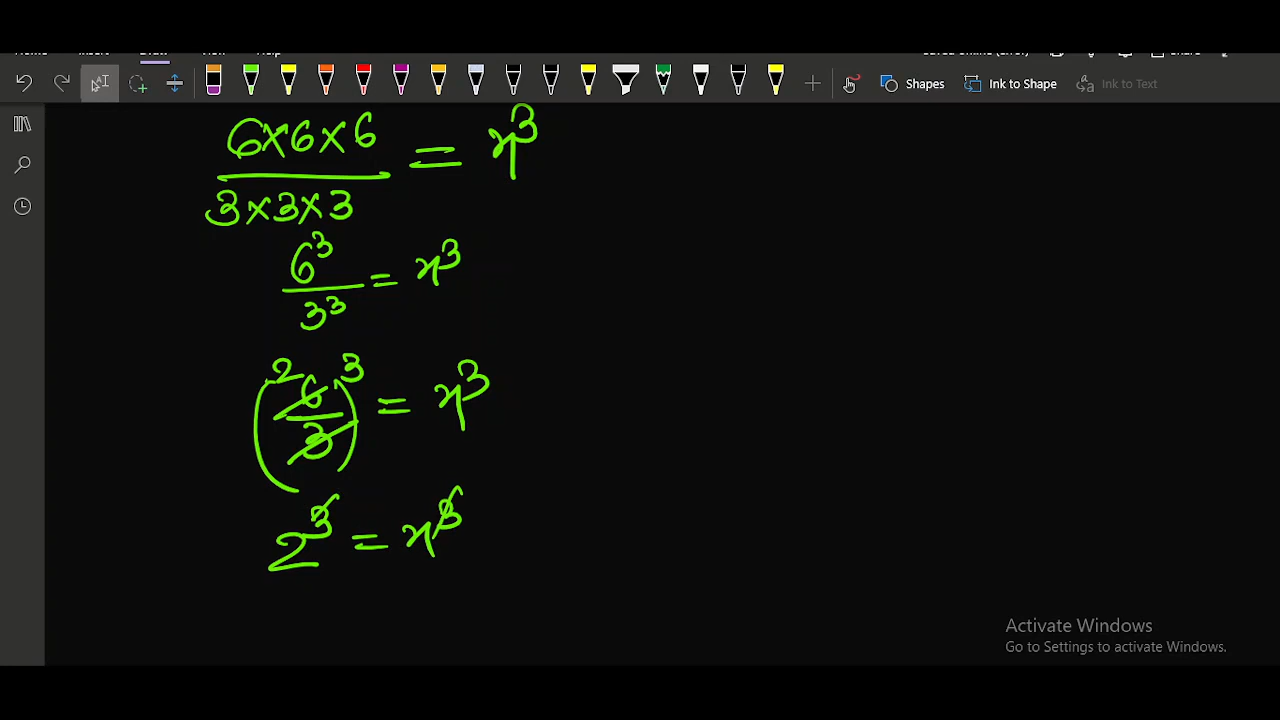 Shapes Ink to Shape Ink to Text
6×6×6
3×3×3 = x³
6³
3³ = x³
(6/3)³ = x³
2
2³ = x³
Activate Windows
Go to Settings to activate Windows.